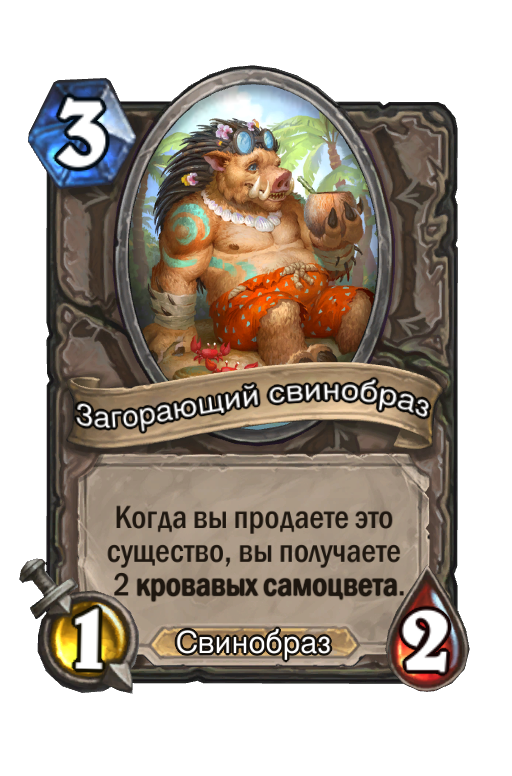 3
Загорающий свинобраз
Когда вы продаете это
существо, вы получаете
2 кровавых самоцвета.
1
Свинобраз
2